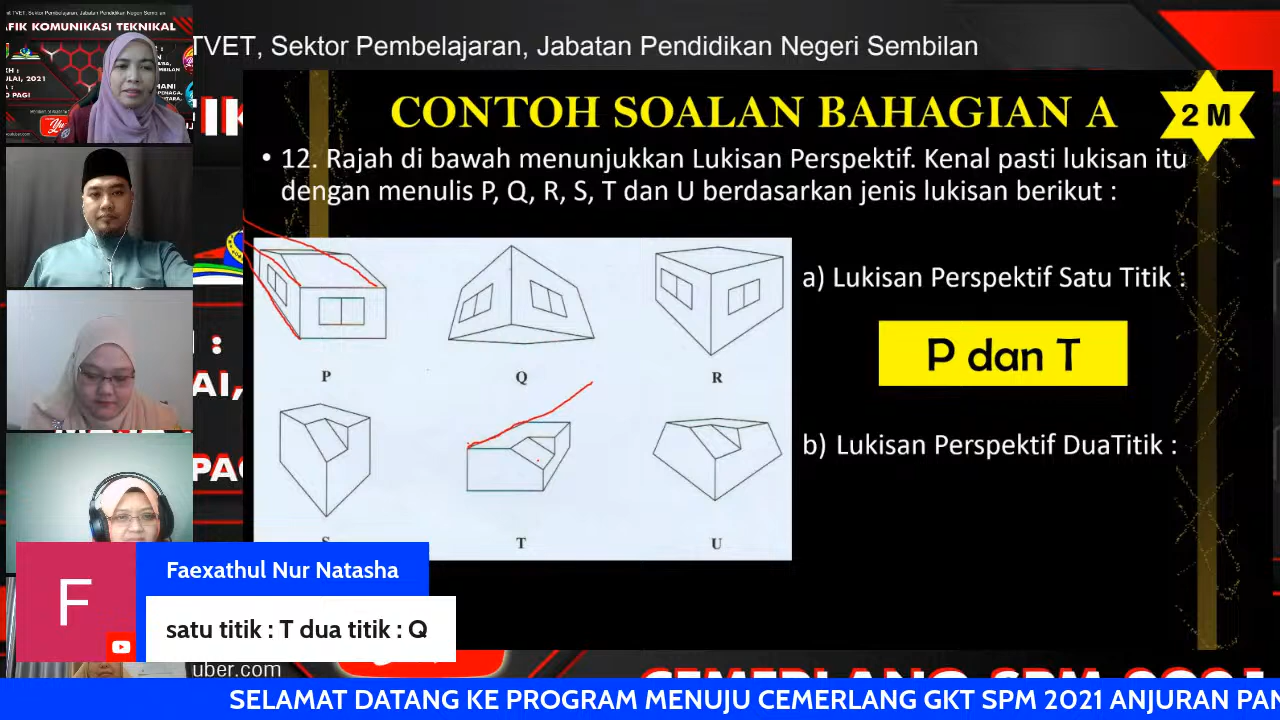 TVET, Sektor Pembelajaran, Jabatan Pendidikan Negeri Sembilan
AFIK KOMUNIKASI TEKNIKAL
CONTOH SOALAN BAHAGIAN A
2 M
• 12. Rajah di bawah menunjukkan Lukisan Perspektif. Kenal pasti lukisan itu
dengan menulis P, Q, R, S, T dan U berdasarkan jenis lukisan berikut :
a) Lukisan Perspektif Satu Titik :
P dan T
P
Q
R
b) Lukisan Perspektif DuaTitik :
S
T
U
F
Faexathul Nur Natasha
satu titik : T dua titik : Q
uber.com
SELAMAT DATANG KE PROGRAM MENUJU CEMERLANG GKT SPM 2021 ANJURAN PAN